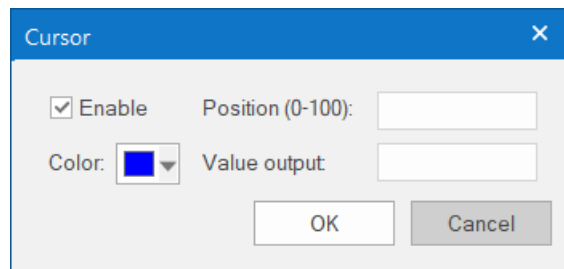 Cursor
Enable Position (0-100):
Color: Value output:
OK Cancel